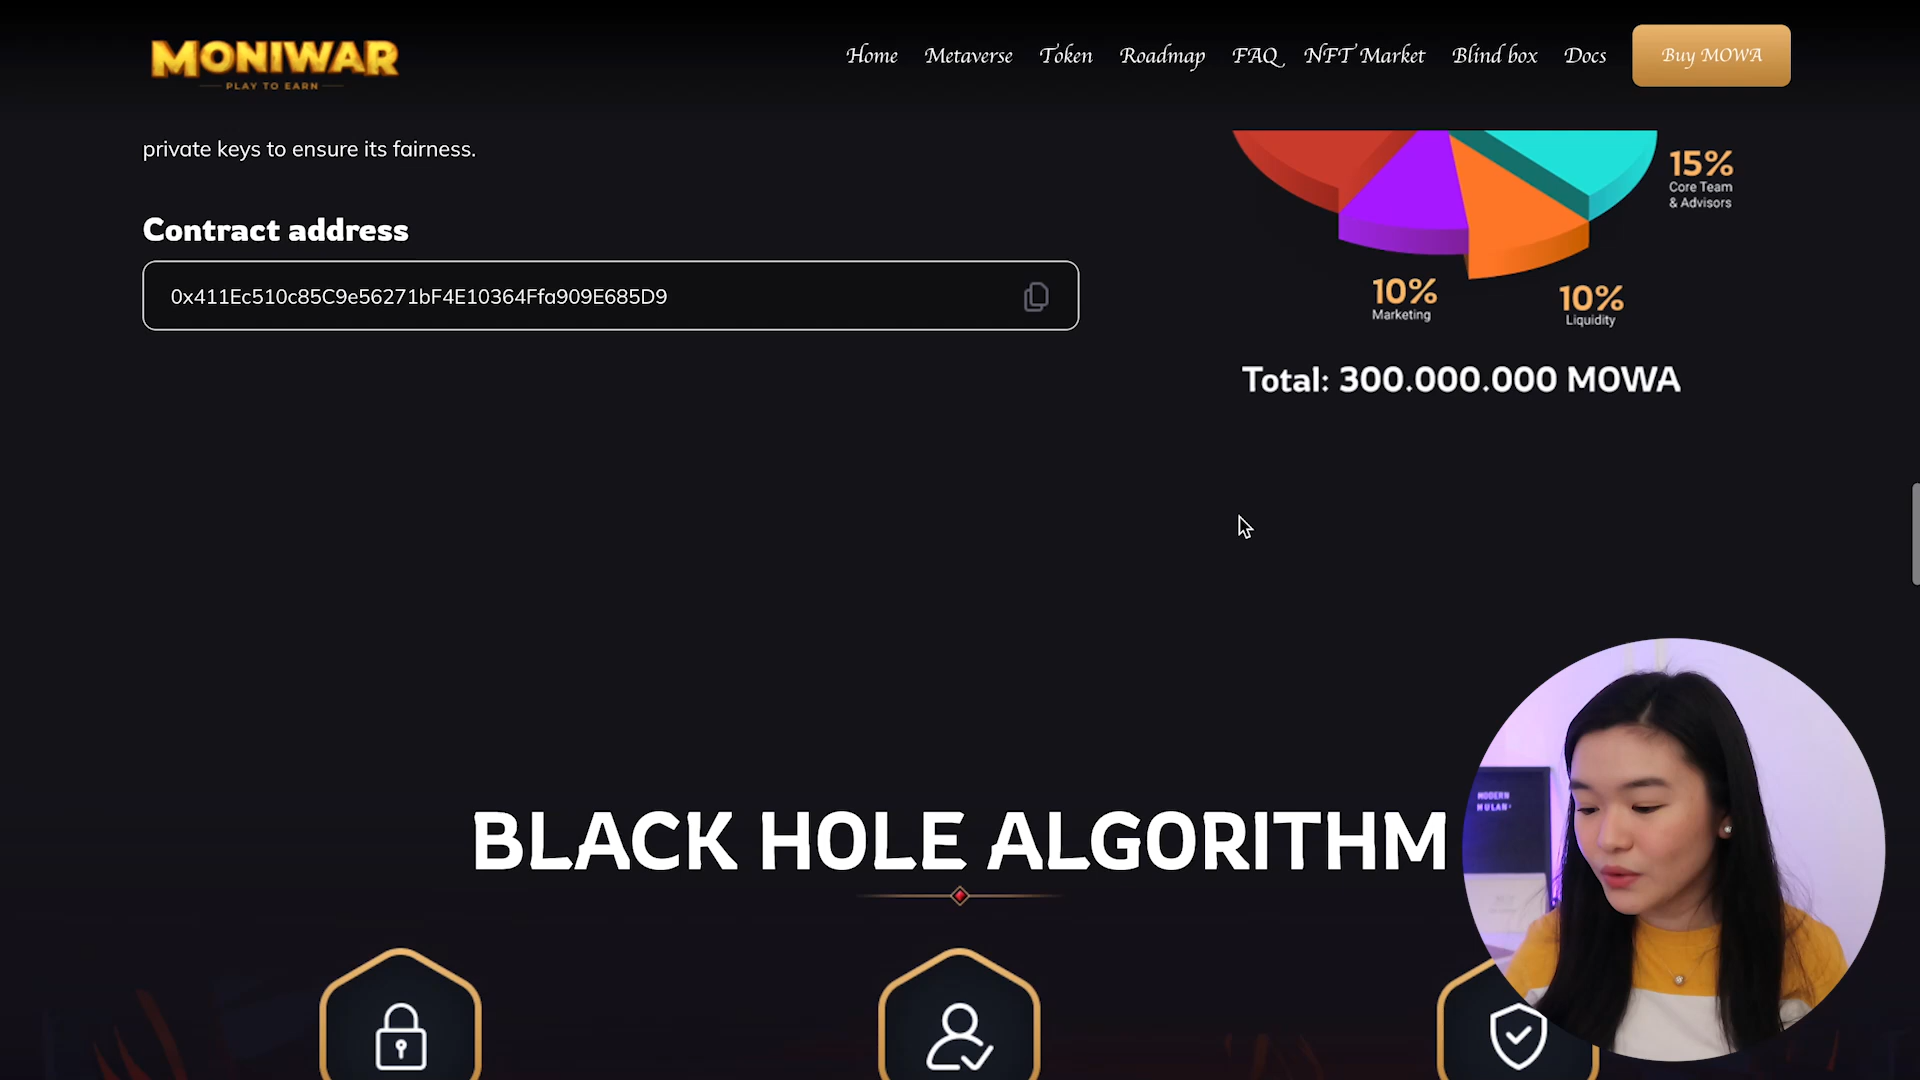 MONIWAR
PLAY TO EARN
Home
Metaverse
Token
Roadmap
FAQ
NFT Market
Blind box
Docs
Buy MOWA
private keys to ensure its fairness.
Contract address
0x411Ec510c85C9e56271bF4E10364Ffa909E685D9
15%
Core Team
& Advisors
10%
Marketing
10%
Liquidity
Total: 300.000.000 MOWA
BLACK HOLE ALGORITHM
MODERN
MULAN